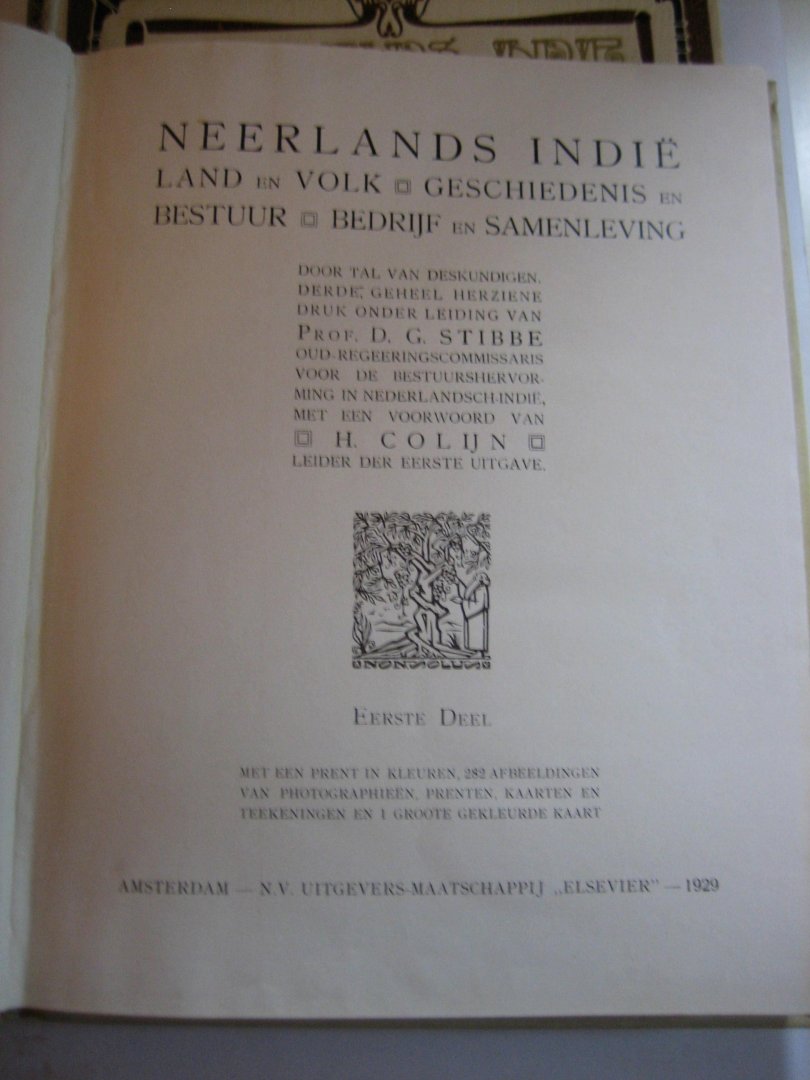 INDIE
NEERLANDS INDIË
LAND EN VOLK GESCHIEDENIS EN
BESTUUR BEDRIJF EN SAMENLEVING
DOOR TAL VAN DESKUNDIGEN.
DERDE, GEHEEL HERZIENE
DRUK ONDER LEIDING VAN
PROF. D. G. STIBBE
OUD-REGEERINGSCOMMISSARIS
VOOR DE BESTUURSHERVOR-
MING IN NEDERLANDSCH-INDIË,
MET EEN VOORWOORD VAN
H. COLIJN
LEIDER DER EERSTE UITGAVE.
NON SOLUS
EERSTE DEEL
MET EEN PRENT IN KLEUREN, 282 AFBEELDINGEN
VAN PHOTOGRAPHIEËN, PRENTEN, KAARTEN EN
TEEKENINGEN EN 1 GROOTE GEKLEURDE KAART
AMSTERDAM — N.V. UITGEVERS-MAATSCHAPPIJ „ELSEVIER" — 1929